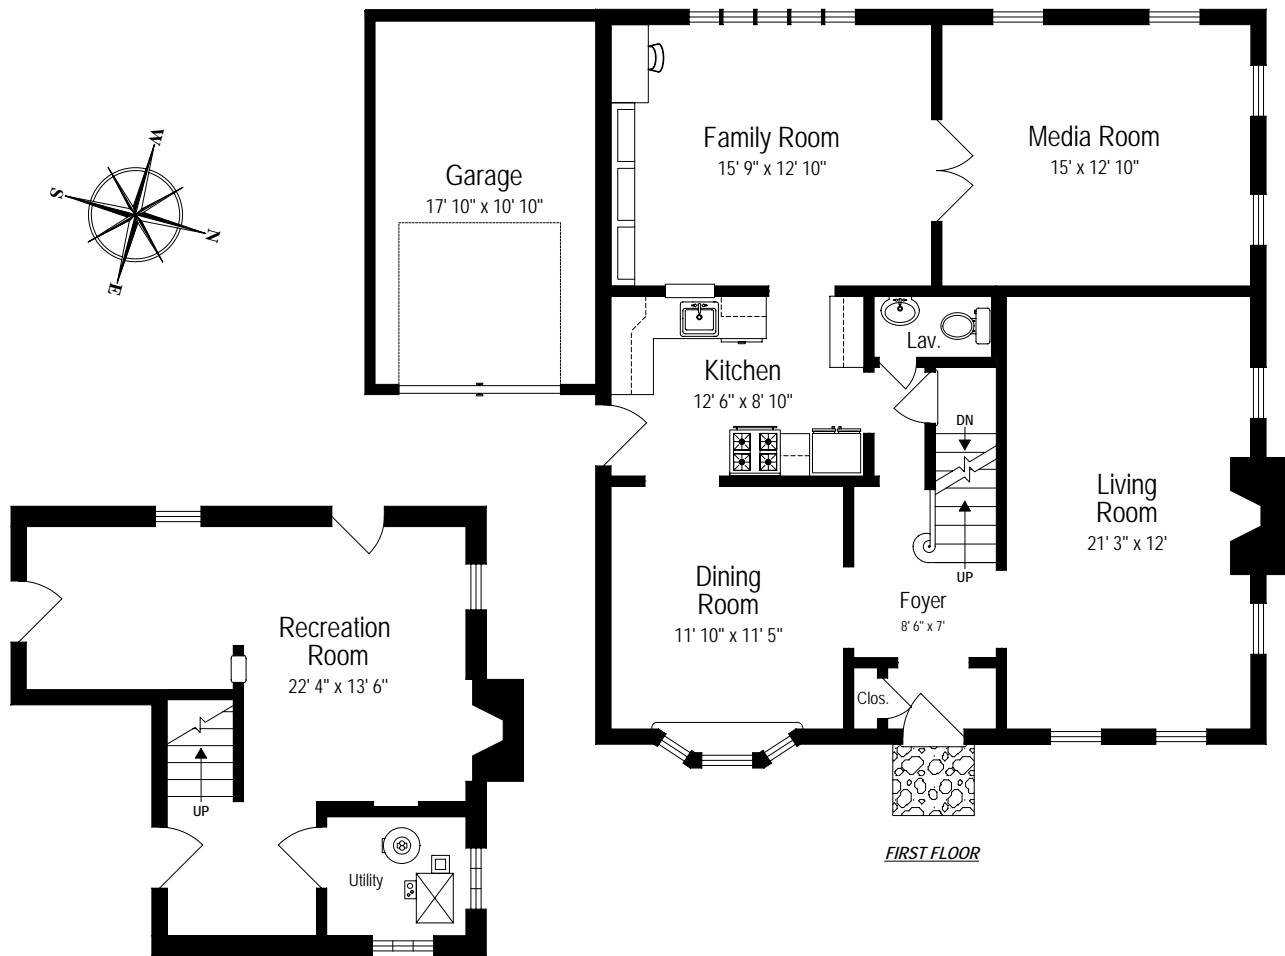 W
S
N
E
Garage
17' 10" x 10' 10"
Family Room
15' 9" x 12' 10"
Media Room
15' x 12' 10"
Kitchen
12' 6" x 8' 10"
Lav.
DN
UP
Living
Room
21' 3" x 12'
Dining
Room
11' 10" x 11' 5"
Foyer
8' 6" x 7'
Clos.
FIRST FLOOR
Recreation
Room
22' 4" x 13' 6"
UP
Utility